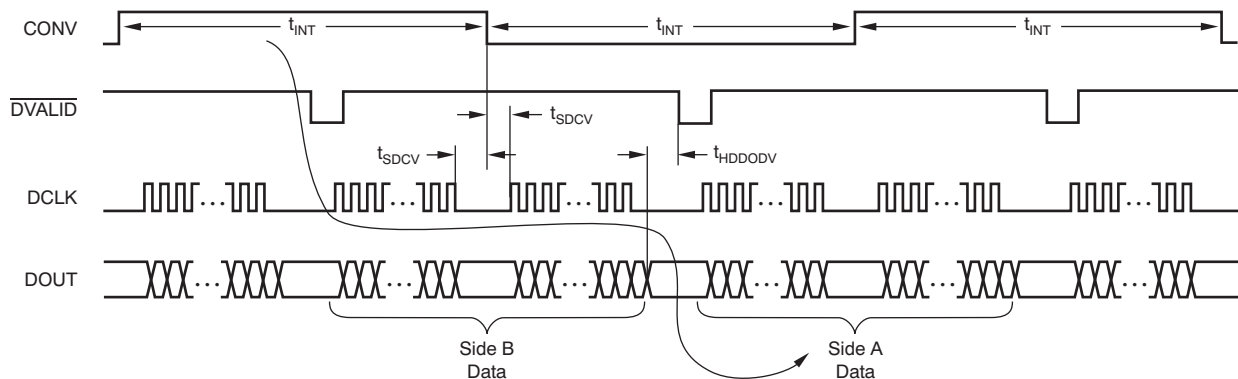 CONV
t_INT
t_INT
t_INT
DVALID
t_SDCV
t_SDCV
t_HDDODV
DCLK
...
...
...
...
...
...
DOUT
...
...
...
...
...
...
Side B
Data
Side A
Data